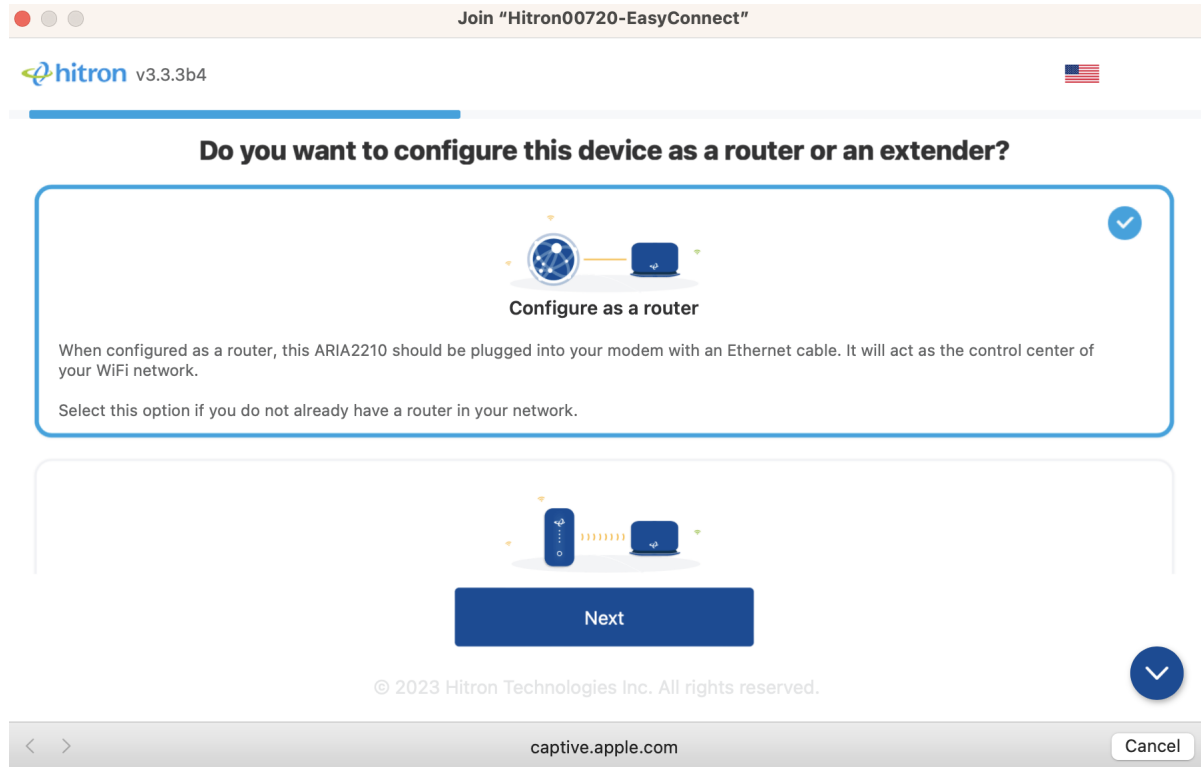 Join “Hitron00720-EasyConnect”
hitron v3.3.3b4
Do you want to configure this device as a router or an extender?
Configure as a router
When configured as a router, this ARIA2210 should be plugged into your modem with an Ethernet cable. It will act as the control center of
your WiFi network.
Select this option if you do not already have a router in your network.
Next
© 2023 Hitron Technologies Inc. All rights reserved.
captive.apple.com
Cancel